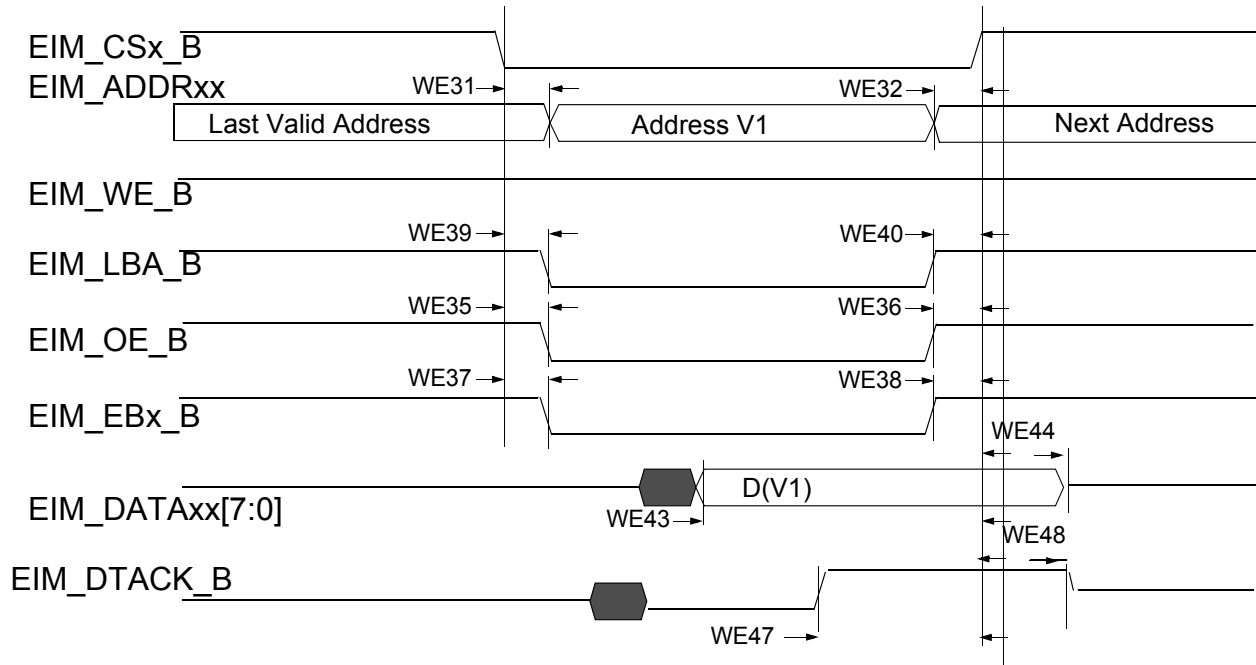 EIM_CSx_B
EIM_ADDRxx
WE31
WE32
Last Valid Address
Address V1
Next Address
EIM_WE_B
WE39
WE40
EIM_LBA_B
WE35
WE36
EIM_OE_B
WE37
WE38
EIM_EBx_B
WE44
D(V1)
EIM_DATAxx[7:0]
WE43
WE48
EIM_DTACK_B
WE47